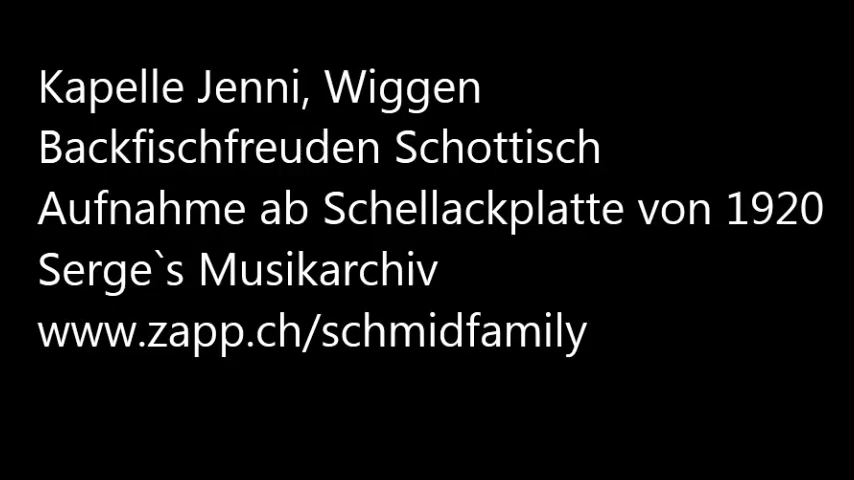 Kapelle Jenni, Wiggen
Backfischfreuden Schottisch
Aufnahme ab Schellackplatte von 1920
Serge`s Musikarchiv
www.zapp.ch/schmidfamily